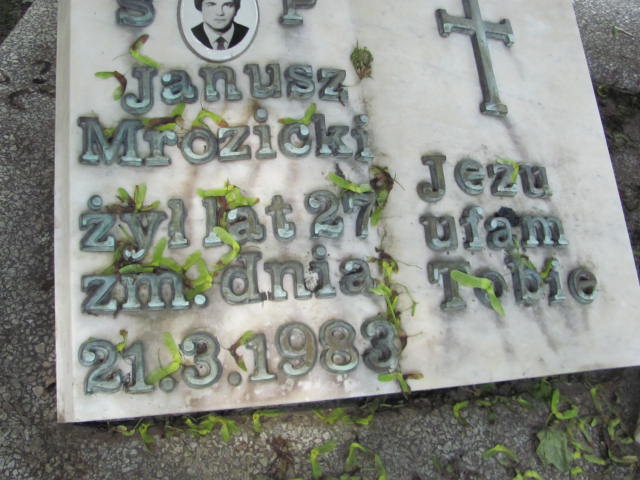 Ś P
Janusz
Mrozicki
żył lat 27
zm. dnia
21.3.1983
Jezu
ufam
Tobie